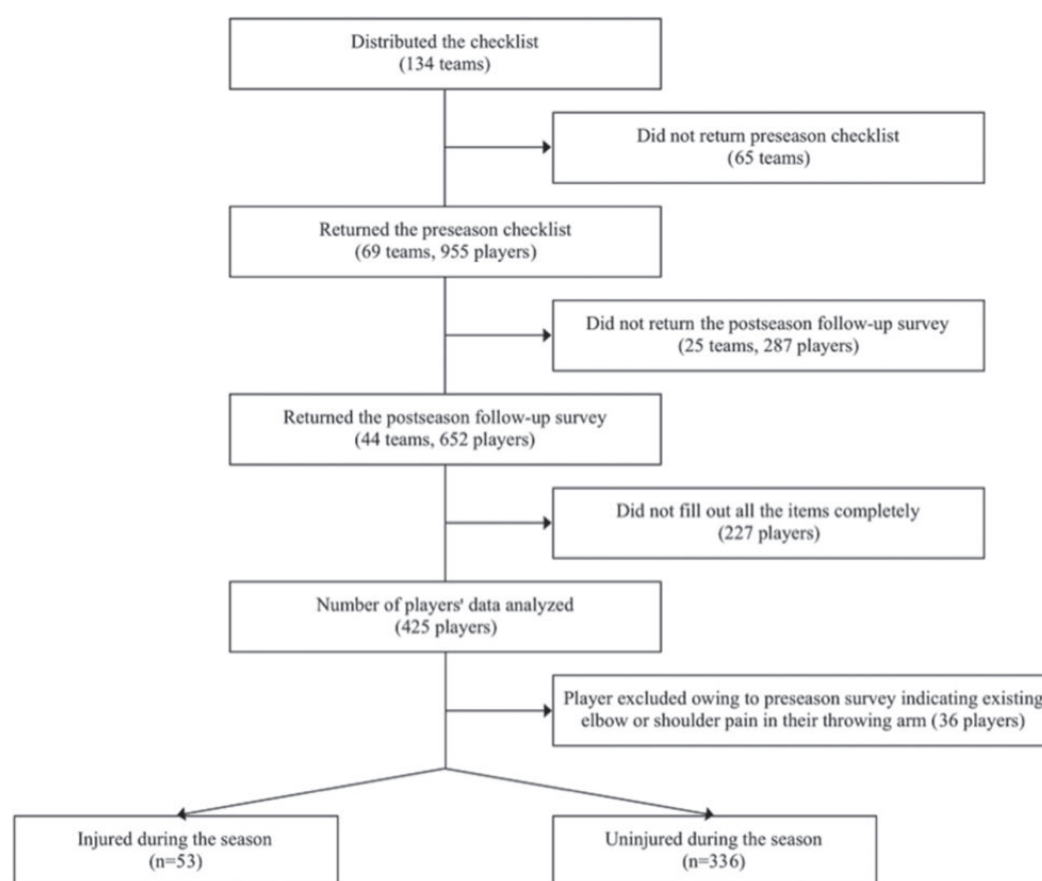 Distributed the checklist
(134 teams)
Did not return preseason checklist
(65 teams)
Returned the preseason checklist
(69 teams, 955 players)
Did not return the postseason follow-up survey
(25 teams, 287 players)
Returned the postseason follow-up survey
(44 teams, 652 players)
Did not fill out all the items completely
(227 players)
Number of players' data analyzed
(425 players)
Player excluded owing to preseason survey indicating existing
elbow or shoulder pain in their throwing arm (36 players)
Injured during the season
(n=53)
Uninjured during the season
(n=336)